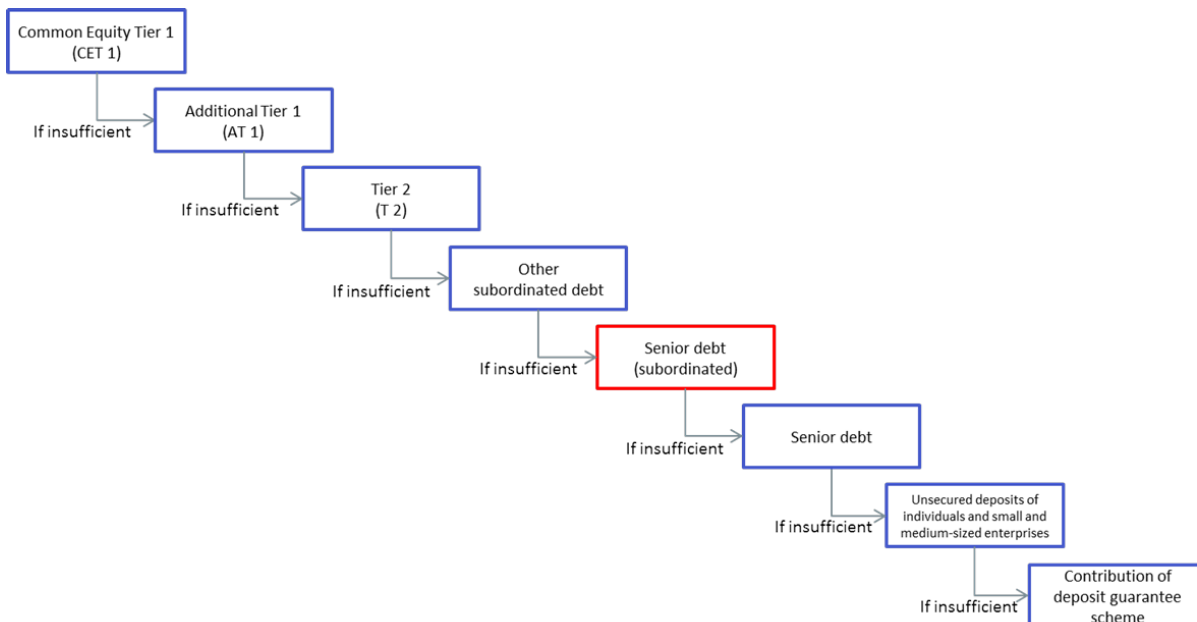 Common Equity Tier 1
(CET 1)
If insufficient
Additional Tier 1
(AT 1)
If insufficient
Tier 2
(T 2)
If insufficient
Other
subordinated debt
If insufficient
Senior debt
(subordinated)
If insufficient
Senior debt
If insufficient
Unsecured deposits of
individuals and small and
medium-sized enterprises
If insufficient
Contribution of
deposit guarantee
scheme